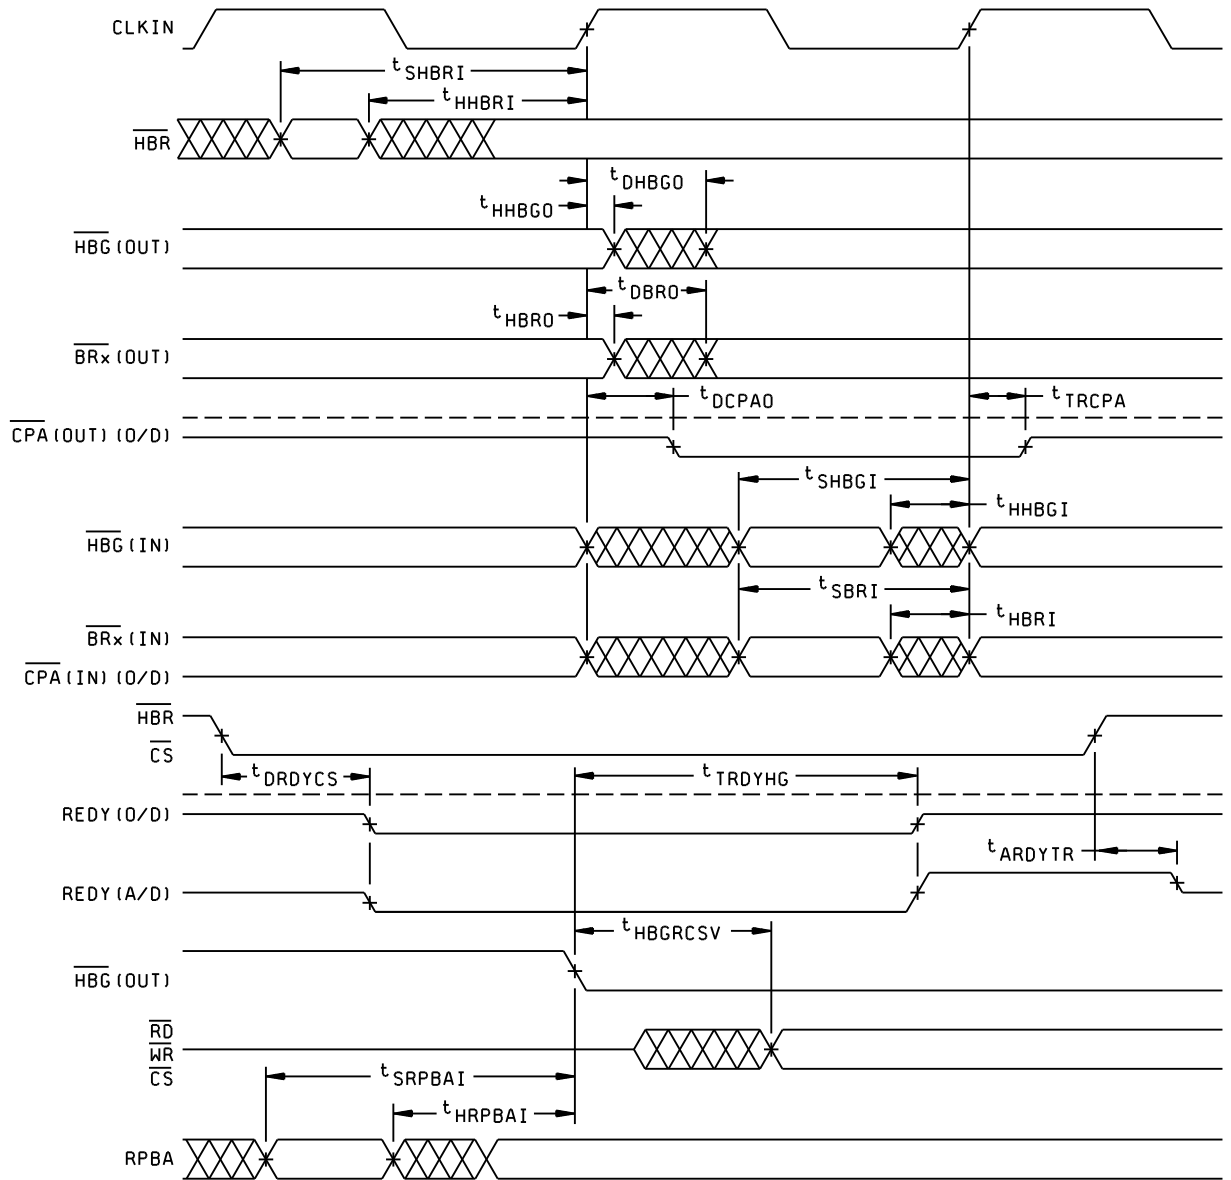 CLKIN
tSHBRI
tHHBRI
HBR
tDHBGO
tHHBGO
HBG(OUT)
tDBRO
tHBRO
BRx(OUT)
tDCPAO
tTRCPA
CPA(OUT)(O/D)
tSHBGI
tHHBGI
HBG(IN)
tSBRI
tHBRI
BRx(IN)
CPA(IN)(O/D)
HBR
CS
tDRDYCS
tTRDYHG
REDY(O/D)
tARDYTR
REDY(A/D)
tHBGRCSV
HBG(OUT)
RD
WR
CS
tSRPBAI
tHRPBAI
RPBA